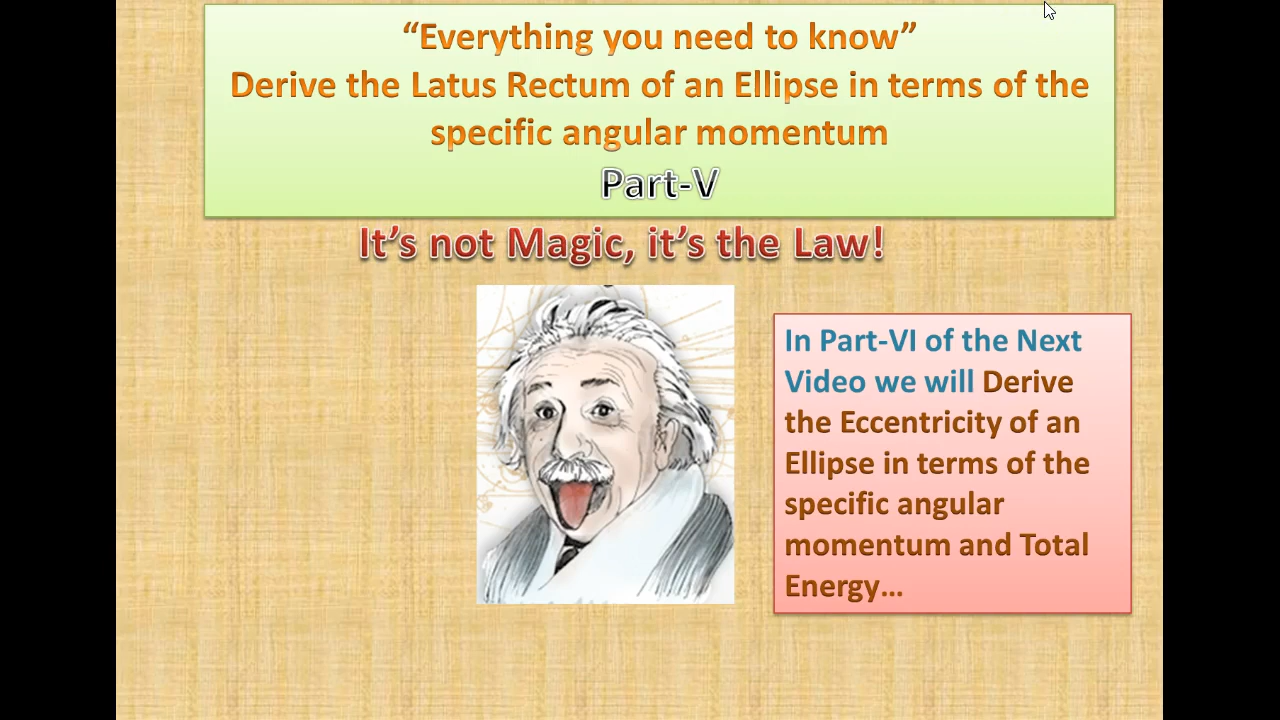 “Everything you need to know”
Derive the Latus Rectum of an Ellipse in terms of the
specific angular momentum
Part-V
It’s not Magic, it’s the Law!
In Part-VI of the Next
Video we will Derive
the Eccentricity of an
Ellipse in terms of the
specific angular
momentum and Total
Energy…